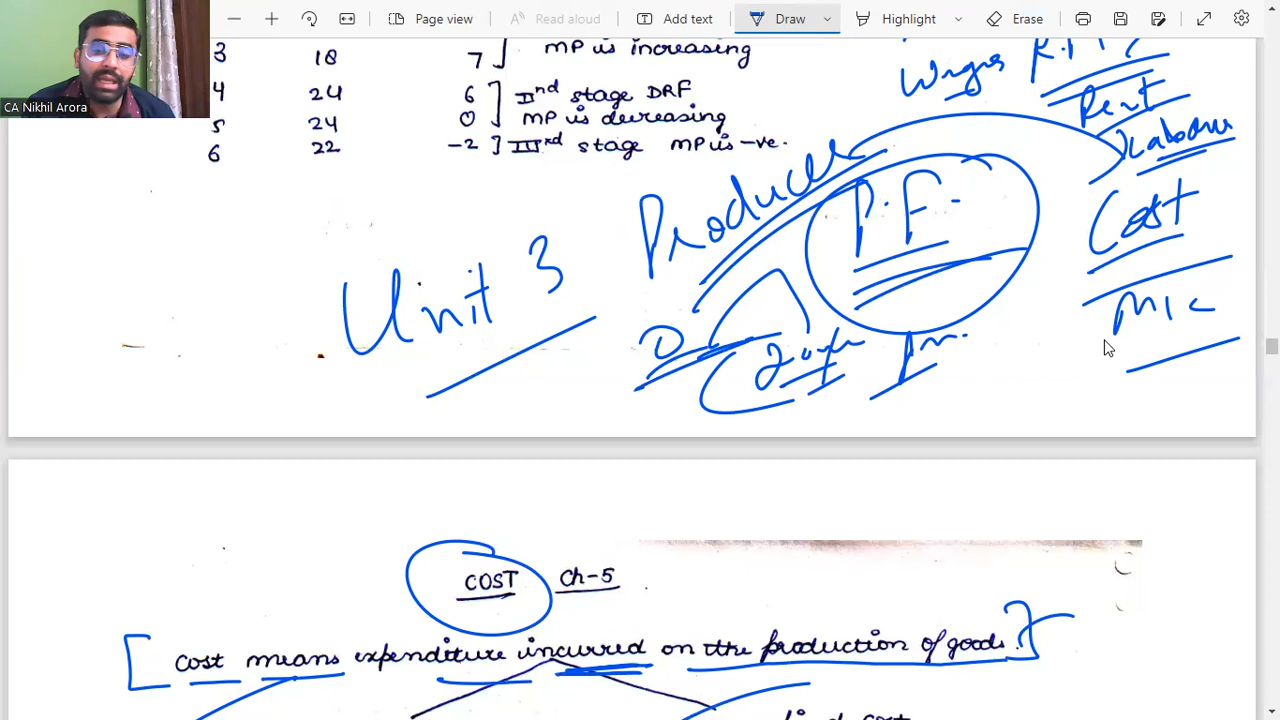 Page view
Read aloud
Add text
Draw
Highlight
Erase
CA Nikhil Arora
3 18 7 MP is increasing
4 24 6 IInd stage DRF
5 24 0 MP is decreasing
6 22 -2 IIIrd stage MP is -ve.
Wages
Rent
Cost
Producer
P.F.
Unit 3
COST Ch-5
cost means expenditure incurred on the production of goods.